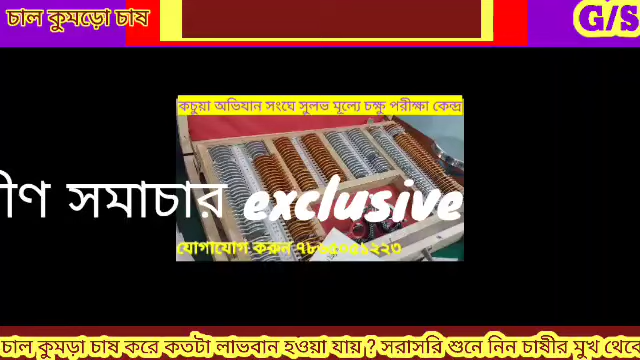 চাল কুমড়ো চাষ
G/S
কচুয়া অভিযান সংঘে সুলভ মূল্যে চক্ষু পরীক্ষা কেন্দ্র
ীণ সমাচার exclusive
যোগাযোগ করুন
চাল কুমড়া চাষ করে কতটা লাভবান হওয়া যায় ? সরাসরি শুনে নিন চাষীর মুখ থেকে